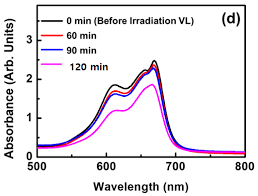 (d)
0 min (Before Irradiation VL)
60 min
90 min
120 min
Absorbance (Arb. Units)
3
2
1
0
500
600
700
800
Wavelength (nm)